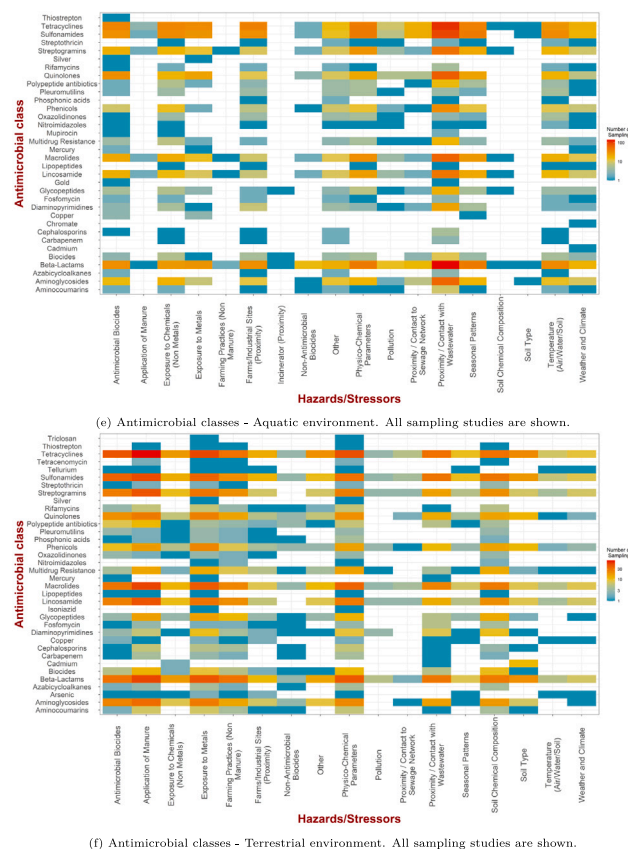 Antimicrobial class
Thiostrepton
Tetracyclines
Sulfonamides
Streptothricin
Streptogramins
Silver
Rifamycins
Quinolones
Polypeptide antibiotics
Pleuromutilins
Phosphonic acids
Phenicols
Oxazolidinones
Nitroimidazoles
Mupirocin
Multidrug Resistance
Mercury
Macrolides
Lipopeptides
Lincosamide
Gold
Glycopeptides
Fosfomycin
Diaminopyrimidines
Copper
Chromate
Cephalosporins
Carbapenem
Cadmium
Biocides
Beta-Lactams
Azabicycloalkanes
Aminoglycosides
Aminocoumarins
Number o
Sampling
100
10
1
Antimicrobial Biocides
Application of Manure
Exposure to Chemicals
(Non Metals)
Exposure to Metals
Farming Practices (Non
Manure)
Farms/Industrial Sites
(Proximity)
Incinerator (Proximity)
Non-Antimicrobial
Biocides
Other
Physico-Chemical
Parameters
Pollution
Proximity / Contact to
Sewage Network
Proximity / Contact with
Wastewater
Seasonal Patterns
Soil Chemical Composition
Soil Type
Temperature
(Air/Water/Soil)
Weather and Climate
Hazards/Stressors
(e) Antimicrobial classes - Aquatic environment. All sampling studies are shown.
Antimicrobial class
Triclosan
Thiostrepton
Tetracyclines
Tetracenomycin
Tellurium
Sulfonamides
Streptothricin
Streptogramins
Silver
Rifamycins
Quinolones
Polypeptide antibiotics
Pleuromutilins
Phosphonic acids
Phenicols
Oxazolidinones
Nitroimidazoles
Multidrug Resistance
Mercury
Macrolides
Lipopeptides
Lincosamide
Isoniazid
Glycopeptides
Fosfomycin
Diaminopyrimidines
Copper
Cephalosporins
Carbapenem
Cadmium
Biocides
Beta-Lactams
Azabicycloalkanes
Arsenic
Aminoglycosides
Aminocoumarins
Number o
Sampling
Antimicrobial Biocides
Application of Manure
Exposure to Chemicals
(Non Metals)
Exposure to Metals
Farming Practices (Non
Manure)
Farms/Industrial Sites
(Proximity)
Non-Antimicrobial
Biocides
Other
Physico-Chemical
Parameters
Pollution
Proximity / Contact to
Sewage Network
Proximity / Contact with
Wastewater
Seasonal Patterns
Soil Chemical Composition
Soil Type
Temperature
(Air/Water/Soil)
Weather and Climate
Hazards/Stressors
(f) Antimicrobial classes - Terrestrial environment. All sampling studies are shown.